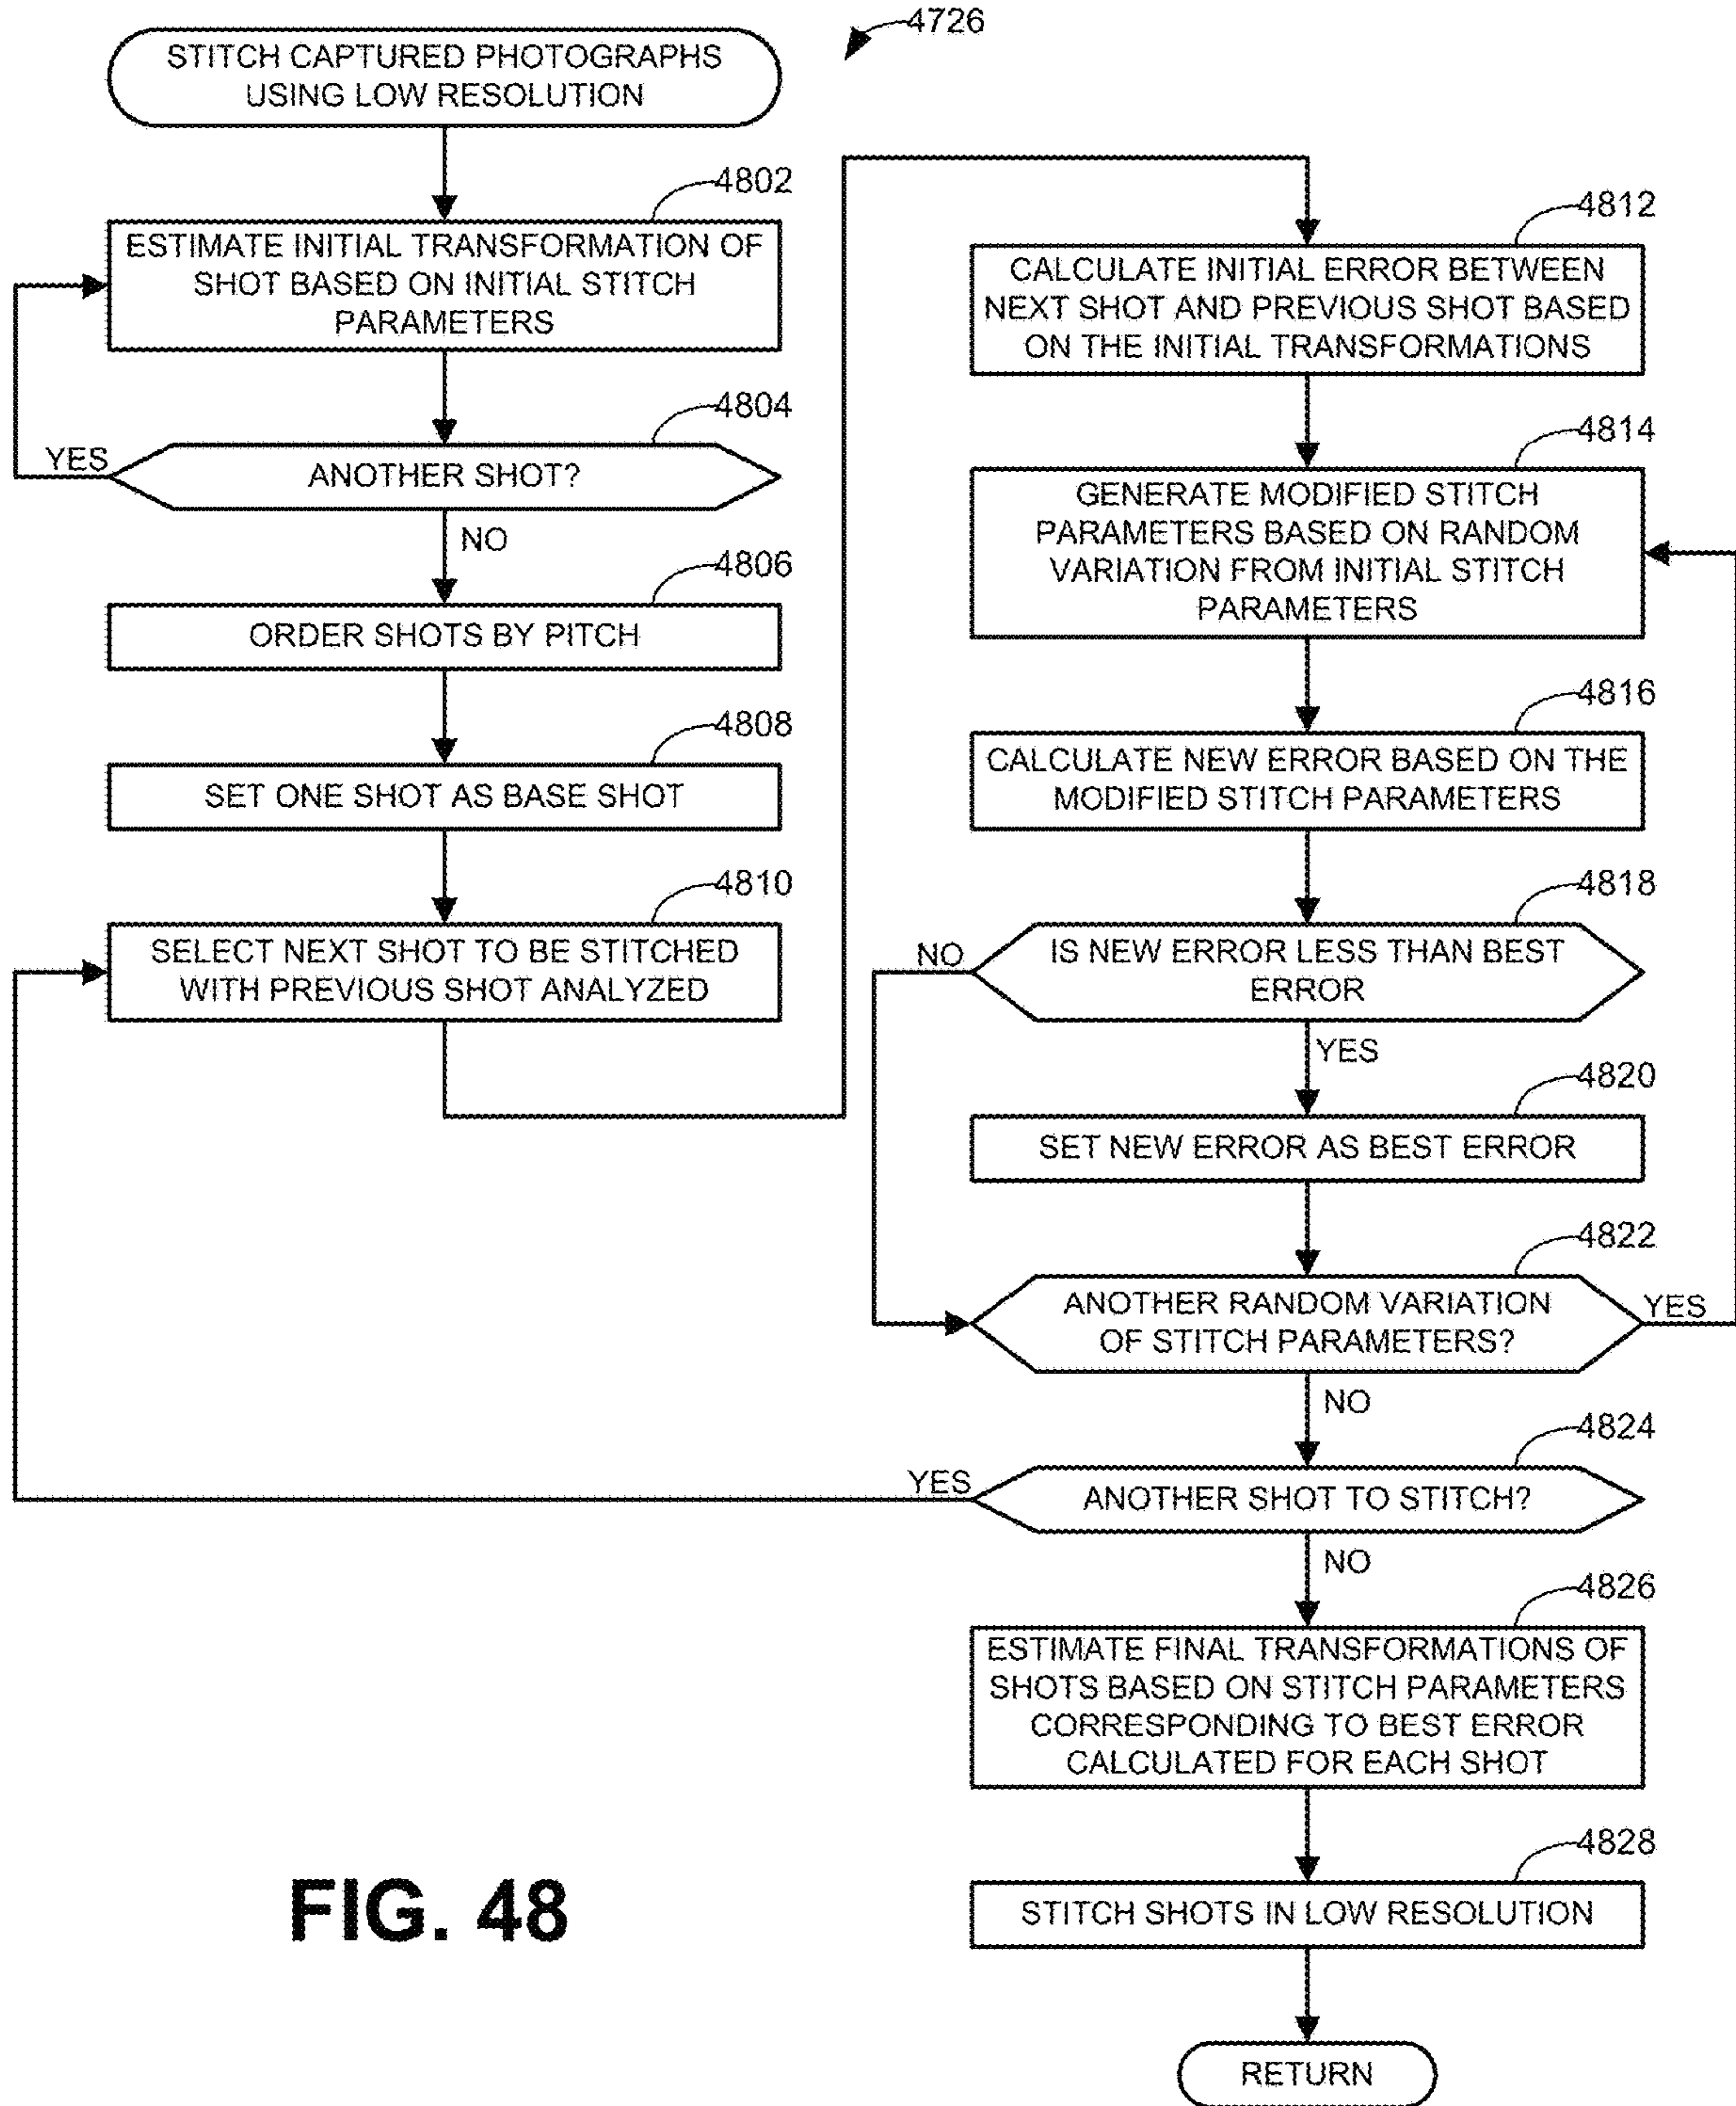 4726
STITCH CAPTURED PHOTOGRAPHS
USING LOW RESOLUTION
4802
ESTIMATE INITIAL TRANSFORMATION OF
SHOT BASED ON INITIAL STITCH
PARAMETERS
4804
YES
ANOTHER SHOT?
NO
4806
ORDER SHOTS BY PITCH
4808
SET ONE SHOT AS BASE SHOT
4810
SELECT NEXT SHOT TO BE STITCHED
WITH PREVIOUS SHOT ANALYZED
4812
CALCULATE INITIAL ERROR BETWEEN
NEXT SHOT AND PREVIOUS SHOT BASED
ON THE INITIAL TRANSFORMATIONS
4814
GENERATE MODIFIED STITCH
PARAMETERS BASED ON RANDOM
VARIATION FROM INITIAL STITCH
PARAMETERS
4816
CALCULATE NEW ERROR BASED ON THE
MODIFIED STITCH PARAMETERS
4818
NO
IS NEW ERROR LESS THAN BEST
ERROR
YES
4820
SET NEW ERROR AS BEST ERROR
4822
ANOTHER RANDOM VARIATION
OF STITCH PARAMETERS?
YES
NO
4824
YES
ANOTHER SHOT TO STITCH?
NO
4826
ESTIMATE FINAL TRANSFORMATIONS OF
SHOTS BASED ON STITCH PARAMETERS
CORRESPONDING TO BEST ERROR
CALCULATED FOR EACH SHOT
4828
STITCH SHOTS IN LOW RESOLUTION
RETURN
FIG. 48